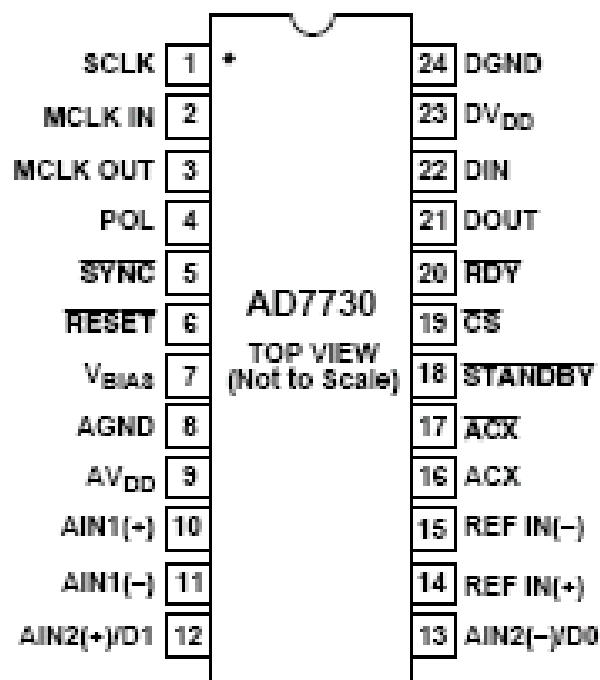 SCLK 1 * 24 DGND
MCLK IN 2 23 DVDD
MCLK OUT 3 22 DIN
POL 4 21 DOUT
SYNC 5 20 RDY
RESET 6 19 CS
VBIAS 7 18 STANDBY
AGND 8 17 ACX
AVDD 9 16 ACX
AIN1(+) 10 15 REF IN(–)
AIN1(–) 11 14 REF IN(+)
AIN2(+)/D1 12 13 AIN2(–)/D0
AD7730
TOP VIEW
(Not to Scale)